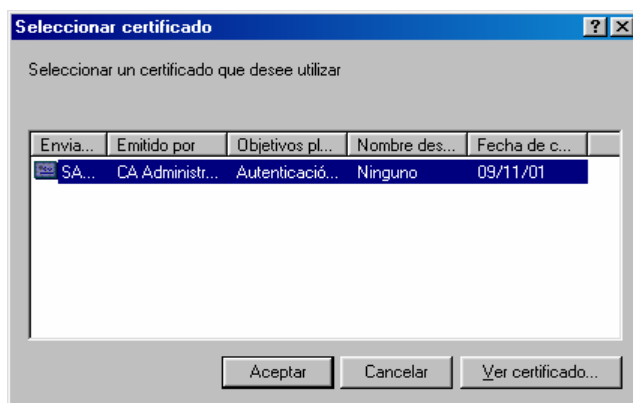 Seleccionar certificado
Seleccionar un certificado que desee utilizar
Envia... Emitido por Objetivos pl... Nombre des... Fecha de c...
SA... CA Administr... Autenticació... Ninguno 09/11/01
Aceptar Cancelar Ver certificado...